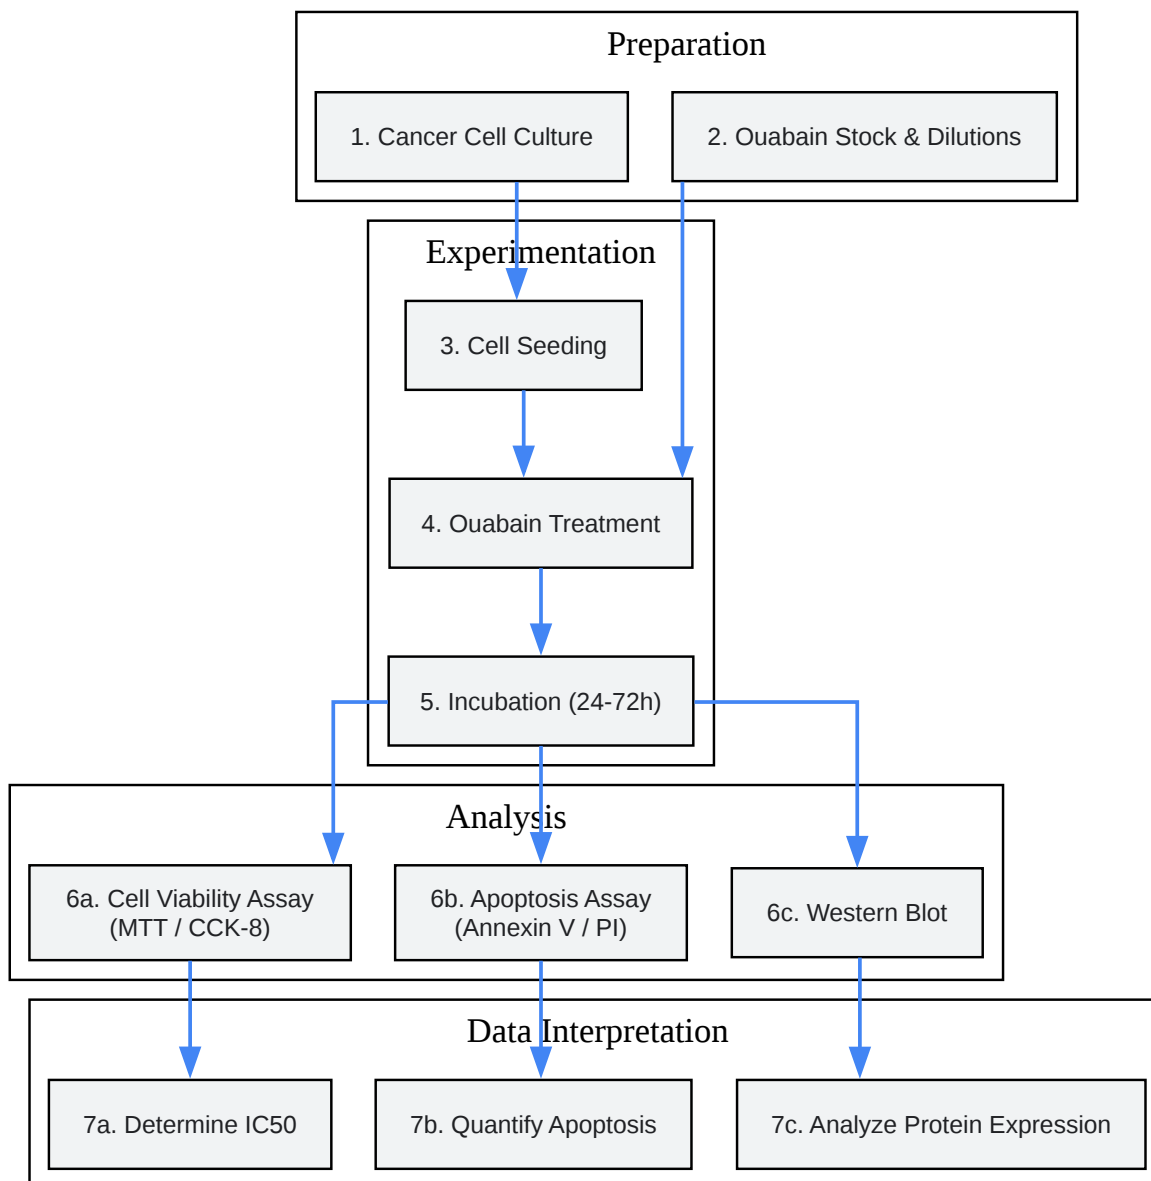 Preparation
1. Cancer Cell Culture
2. Ouabain Stock & Dilutions
Experimentation
3. Cell Seeding
4. Ouabain Treatment
5. Incubation (24-72h)
Analysis
6a. Cell Viability Assay
(MTT / CCK-8)
6b. Apoptosis Assay
(Annexin V / PI)
6c. Western Blot
Data Interpretation
7a. Determine IC50
7b. Quantify Apoptosis
7c. Analyze Protein Expression